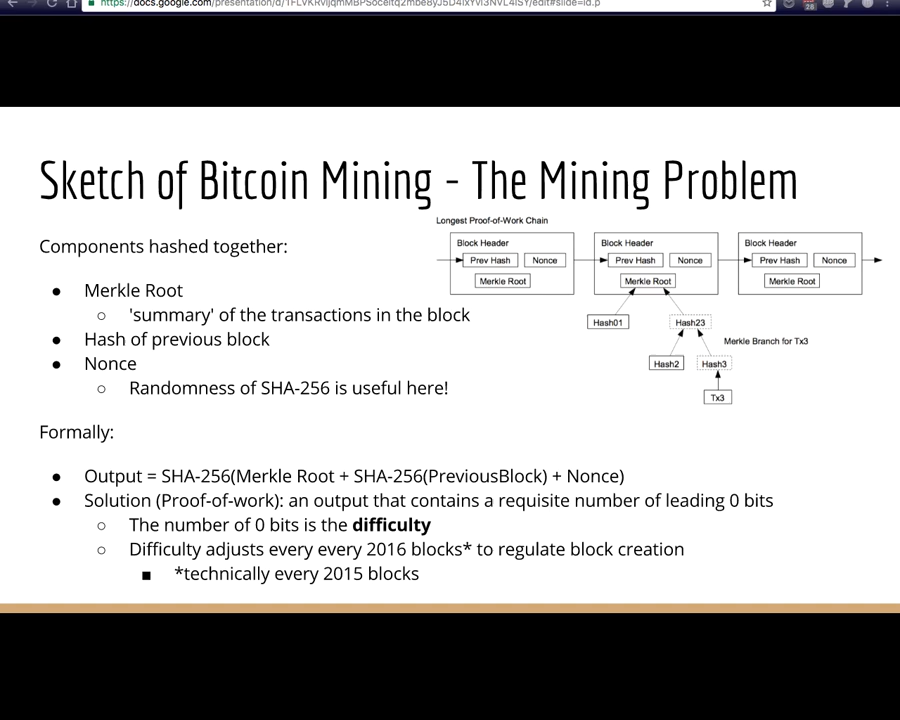 Sketch of Bitcoin Mining - The Mining Problem
Longest Proof-of-Work Chain
Components hashed together:
Block Header
Block Header
Block Header
Prev Hash
Nonce
Prev Hash
Nonce
Prev Hash
Nonce
Merkle Root
Merkle Root
Merkle Root
● Merkle Root
○ 'summary' of the transactions in the block
● Hash of previous block
● Nonce
○ Randomness of SHA-256 is useful here!
Hash01
Hash23
Merkle Branch for Tx3
Hash2
Hash3
Tx3
Formally:
● Output = SHA-256(Merkle Root + SHA-256(PreviousBlock) + Nonce)
● Solution (Proof-of-work): an output that contains a requisite number of leading 0 bits
○ The number of 0 bits is the difficulty
○ Difficulty adjusts every every 2016 blocks* to regulate block creation
■ *technically every 2015 blocks